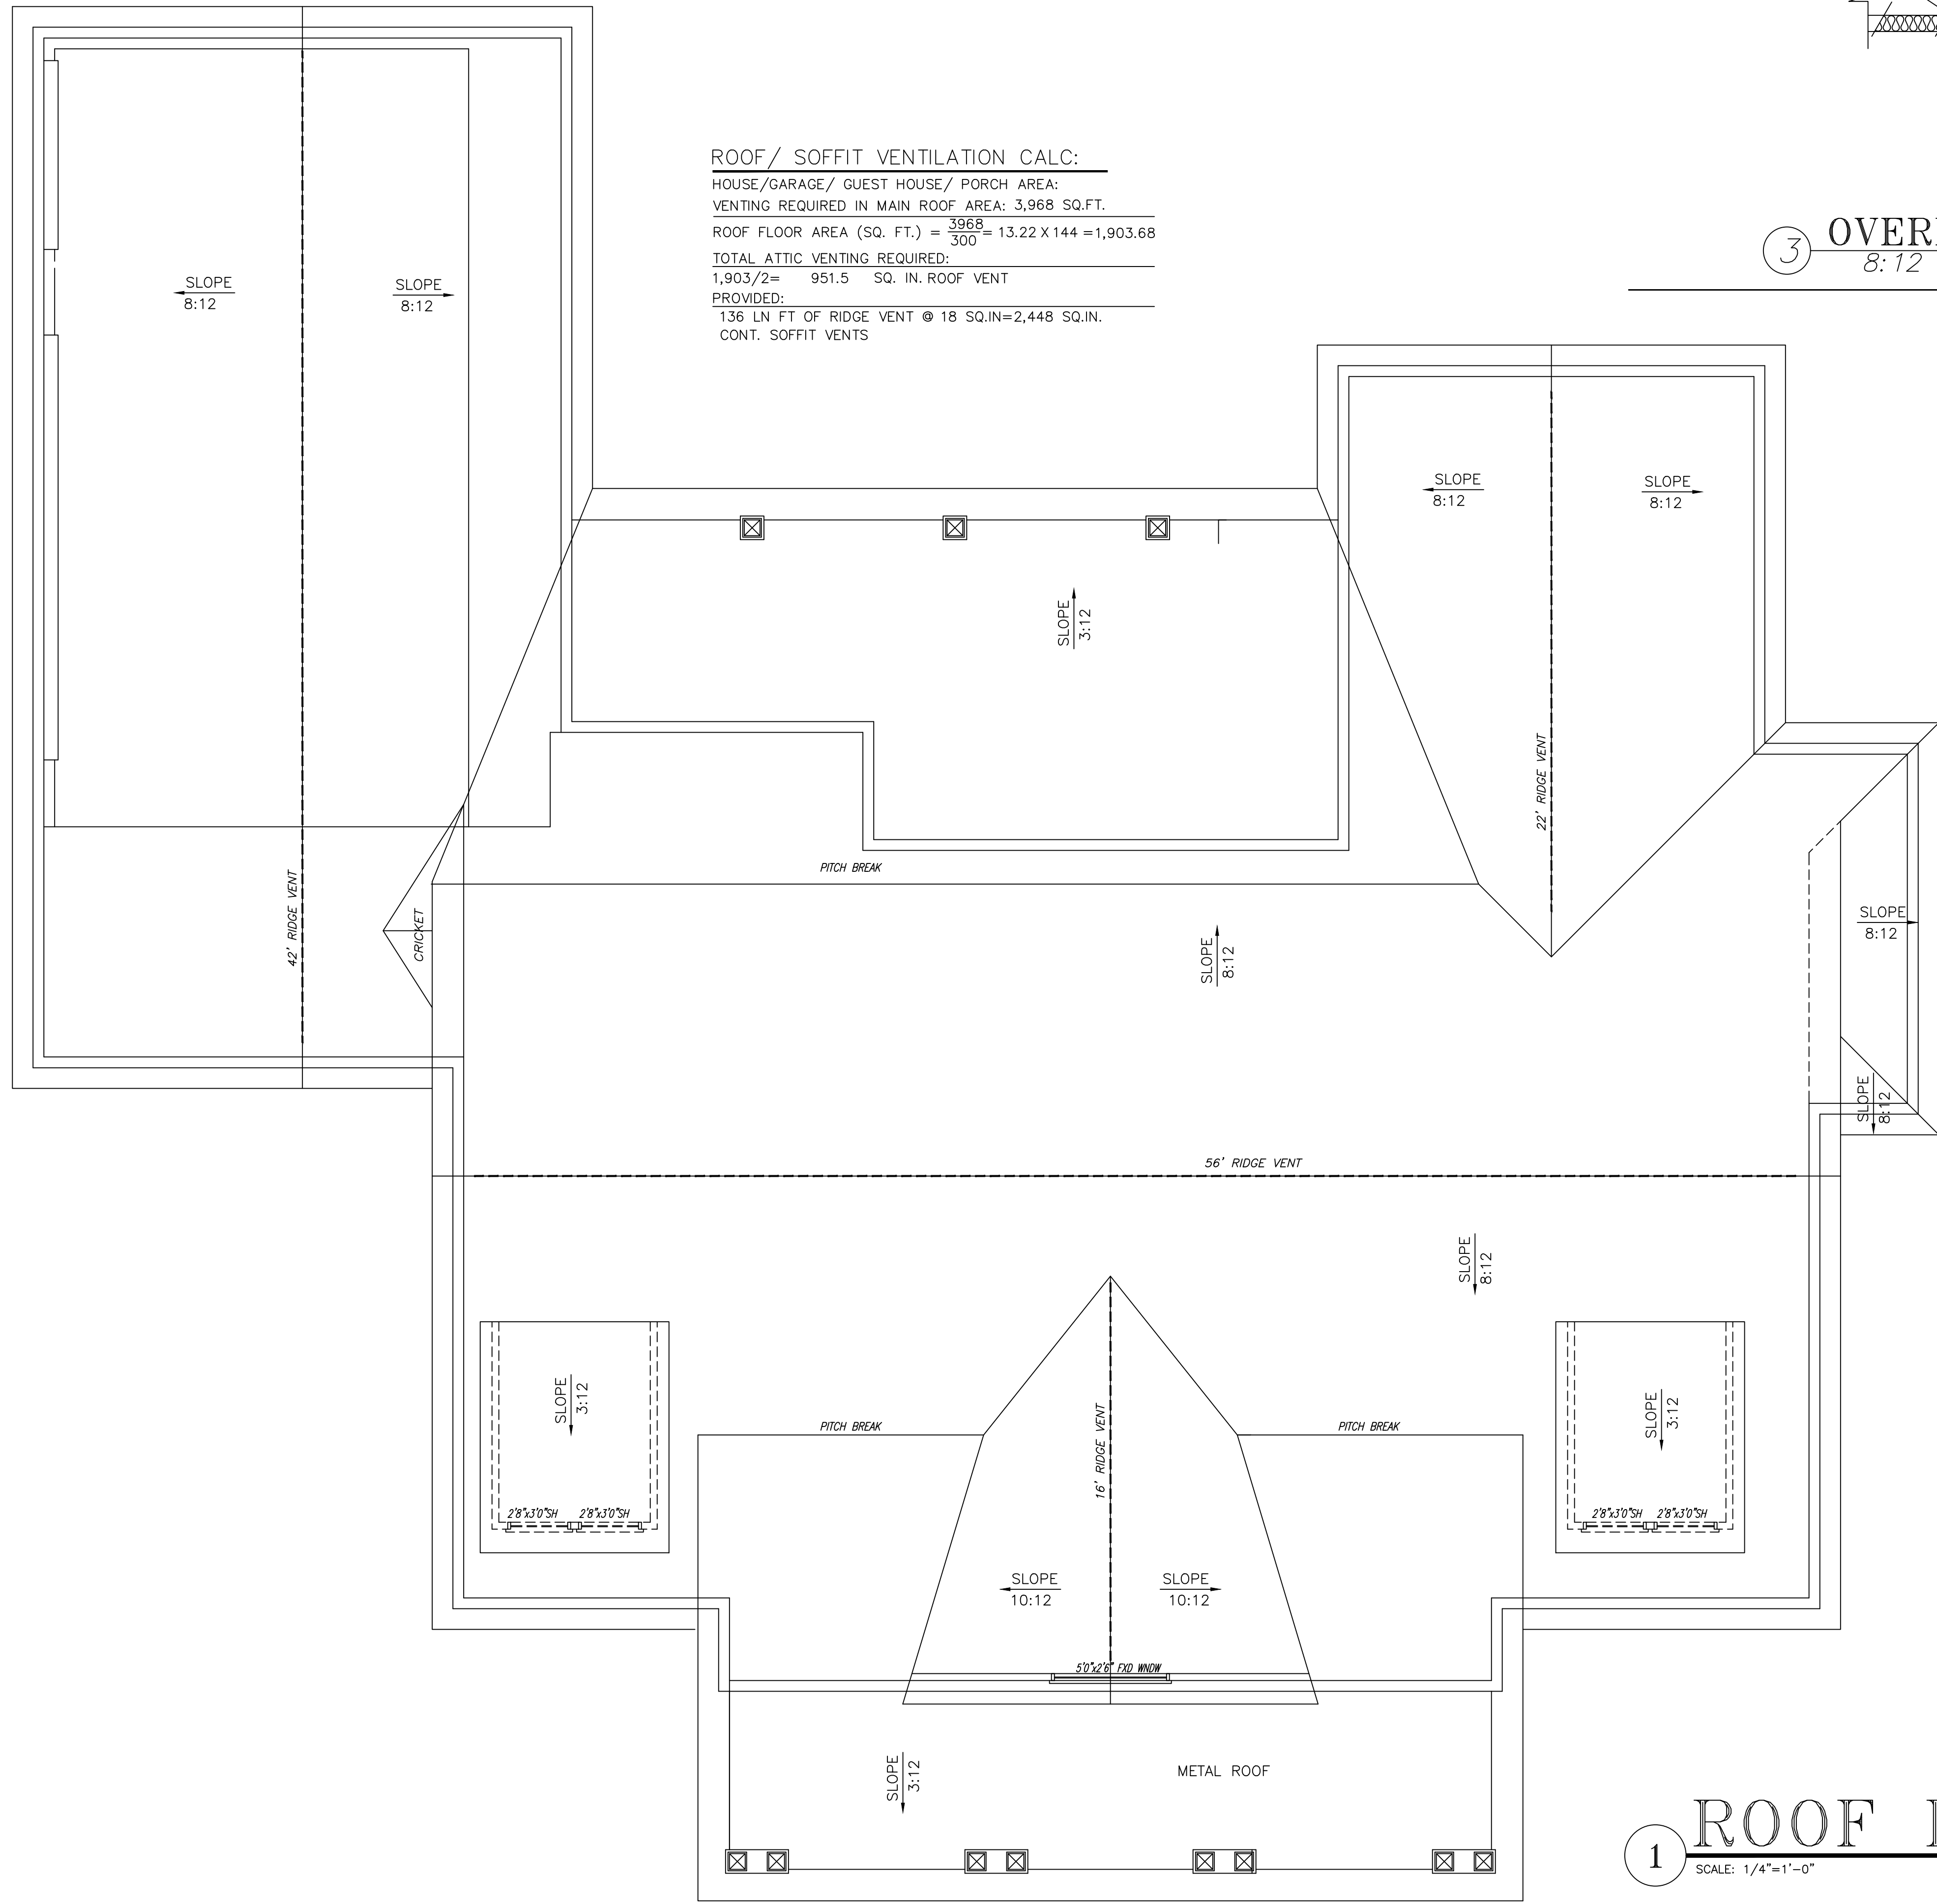 ROOF/ SOFFIT VENTILATION CALC:
HOUSE/GARAGE/ GUEST HOUSE/ PORCH AREA:
VENTING REQUIRED IN MAIN ROOF AREA: 3,968 SQ.FT.
ROOF FLOOR AREA (SQ. FT.) = 3968/300 = 13.22 X 144 =1,903.68
TOTAL ATTIC VENTING REQUIRED:
1,903/2= 951.5 SQ. IN. ROOF VENT
PROVIDED:
136 LN FT OF RIDGE VENT @ 18 SQ.IN=2,448 SQ.IN.
CONT. SOFFIT VENTS
3
8:12
SLOPE
8:12
SLOPE
8:12
SLOPE
8:12
SLOPE
8:12
SLOPE
3:12
22' RIDGE VENT
PITCH BREAK
42' RIDGE VENT
CRICKET
SLOPE
8:12
SLOPE
8:12
SLOPE
8:12
56' RIDGE VENT
SLOPE
8:12
SLOPE
3:12
SLOPE
3:12
PITCH BREAK
PITCH BREAK
16' RIDGE VENT
2'8"x3'0"SH
2'8"x3'0"SH
2'8"x3'0"SH
2'8"x3'0"SH
SLOPE
10:12
SLOPE
10:12
5'0"x2'6" FXD WNDW
SLOPE
3:12
METAL ROOF
1
ROOF
SCALE: 1/4"=1'-0"